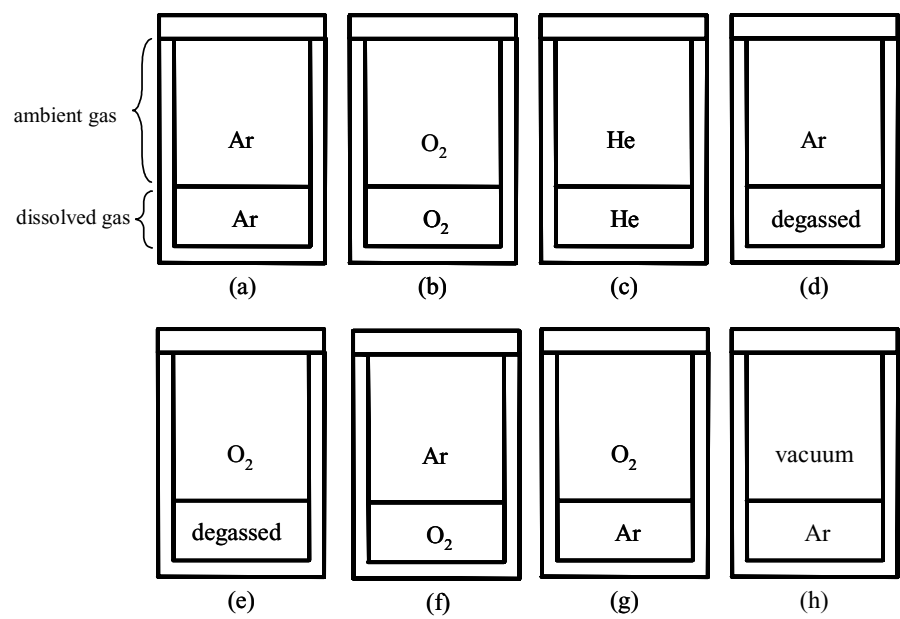 ambient gas
Ar
O₂
He
Ar
dissolved gas
Ar
O₂
He
degassed
(a)
(b)
(c)
(d)
O₂
Ar
O₂
vacuum
degassed
O₂
Ar
Ar
(e)
(f)
(g)
(h)